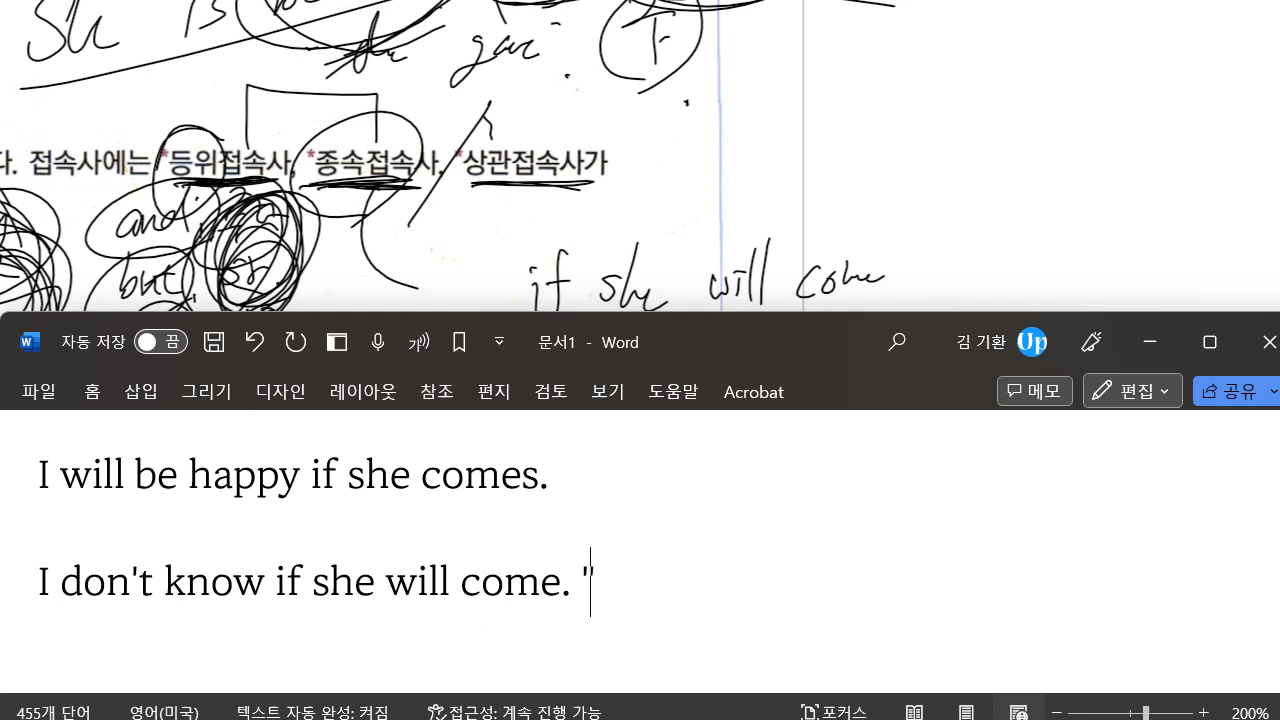 She is
she gave
다. 접속사에는 *등위접속사, *종속접속사, *상관접속사가
and,
but, or
if she will come
자동 저장 끔 문서1 - Word 김 기환 Up
파일 홈 삽입 그리기 디자인 레이아웃 참조 편지 검토 보기 도움말 Acrobat 메모 편집 공유
I will be happy if she comes.
I don't know if she will come. "
455개 단어 영어(미국) 텍스트 자동 완성: 켜짐 접근성: 계속 진행 가능 포커스 200%